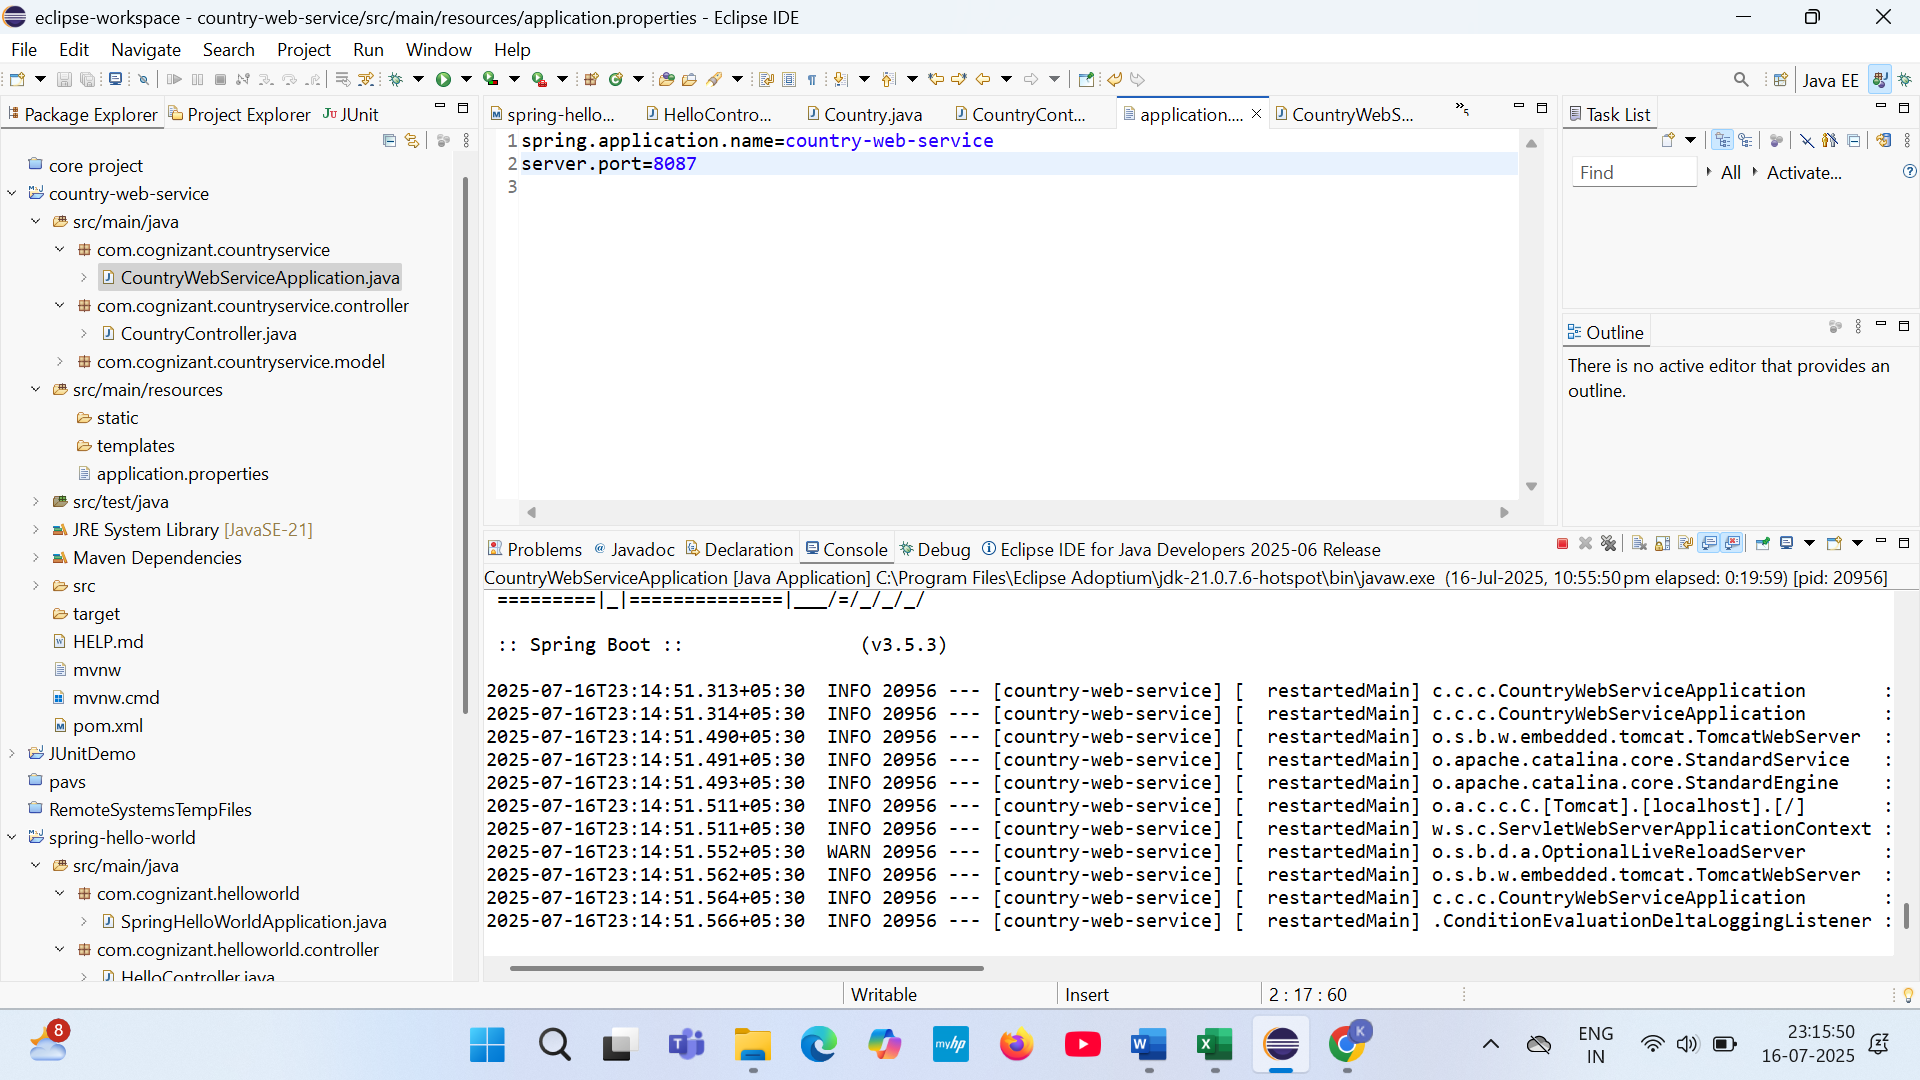 eclipse-workspace - country-web-service/src/main/resources/application.properties - Eclipse IDE
File Edit Navigate Search Project Run Window Help
Java EE
Package Explorer Project Explorer JUnit
core project
country-web-service
src/main/java
com.cognizant.countryservice
CountryWebServiceApplication.java
com.cognizant.countryservice.controller
CountryController.java
com.cognizant.countryservice.model
src/main/resources
static
templates
application.properties
src/test/java
JRE System Library [JavaSE-21]
Maven Dependencies
src
target
HELP.md
mvnw
mvnw.cmd
pom.xml
JUnitDemo
pavs
RemoteSystemsTempFiles
spring-hello-world
src/main/java
com.cognizant.helloworld
SpringHelloWorldApplication.java
com.cognizant.helloworld.controller
HelloController.java
spring-hello... HelloContro... Country.java CountryCont... application.... CountryWebS... »5
1 spring.application.name=country-web-service
2 server.port=8087
3
Task List
Find All Activate...
Outline
There is no active editor that provides an
outline.
Problems Javadoc Declaration Console Debug Eclipse IDE for Java Developers 2025-06 Release
CountryWebServiceApplication [Java Application] C:\Program Files\Eclipse Adoptium\jdk-21.0.7.6-hotspot\bin\javaw.exe (16-Jul-2025, 10:55:50 pm elapsed: 0:19:59) [pid: 20956]
=========|_|==============|___/=/_/_/_/
:: Spring Boot :: (v3.5.3)
2025-07-16T23:14:51.313+05:30 INFO 20956 --- [country-web-service] [ restartedMain] c.c.c.CountryWebServiceApplication :
2025-07-16T23:14:51.314+05:30 INFO 20956 --- [country-web-service] [ restartedMain] c.c.c.CountryWebServiceApplication :
2025-07-16T23:14:51.490+05:30 INFO 20956 --- [country-web-service] [ restartedMain] o.s.b.w.embedded.tomcat.TomcatWebServer :
2025-07-16T23:14:51.491+05:30 INFO 20956 --- [country-web-service] [ restartedMain] o.apache.catalina.core.StandardService :
2025-07-16T23:14:51.493+05:30 INFO 20956 --- [country-web-service] [ restartedMain] o.apache.catalina.core.StandardEngine :
2025-07-16T23:14:51.511+05:30 INFO 20956 --- [country-web-service] [ restartedMain] o.a.c.c.C.[Tomcat].[localhost].[/] :
2025-07-16T23:14:51.511+05:30 INFO 20956 --- [country-web-service] [ restartedMain] w.s.c.ServletWebServerApplicationContext :
2025-07-16T23:14:51.552+05:30 WARN 20956 --- [country-web-service] [ restartedMain] o.s.b.d.a.OptionalLiveReloadServer :
2025-07-16T23:14:51.562+05:30 INFO 20956 --- [country-web-service] [ restartedMain] o.s.b.w.embedded.tomcat.TomcatWebServer :
2025-07-16T23:14:51.564+05:30 INFO 20956 --- [country-web-service] [ restartedMain] c.c.c.CountryWebServiceApplication :
2025-07-16T23:14:51.566+05:30 INFO 20956 --- [country-web-service] [ restartedMain] .ConditionEvaluationDeltaLoggingListener :
Writable Insert 2 : 17 : 60
8
myhp
K
ENG
IN
23:15:50
16-07-2025